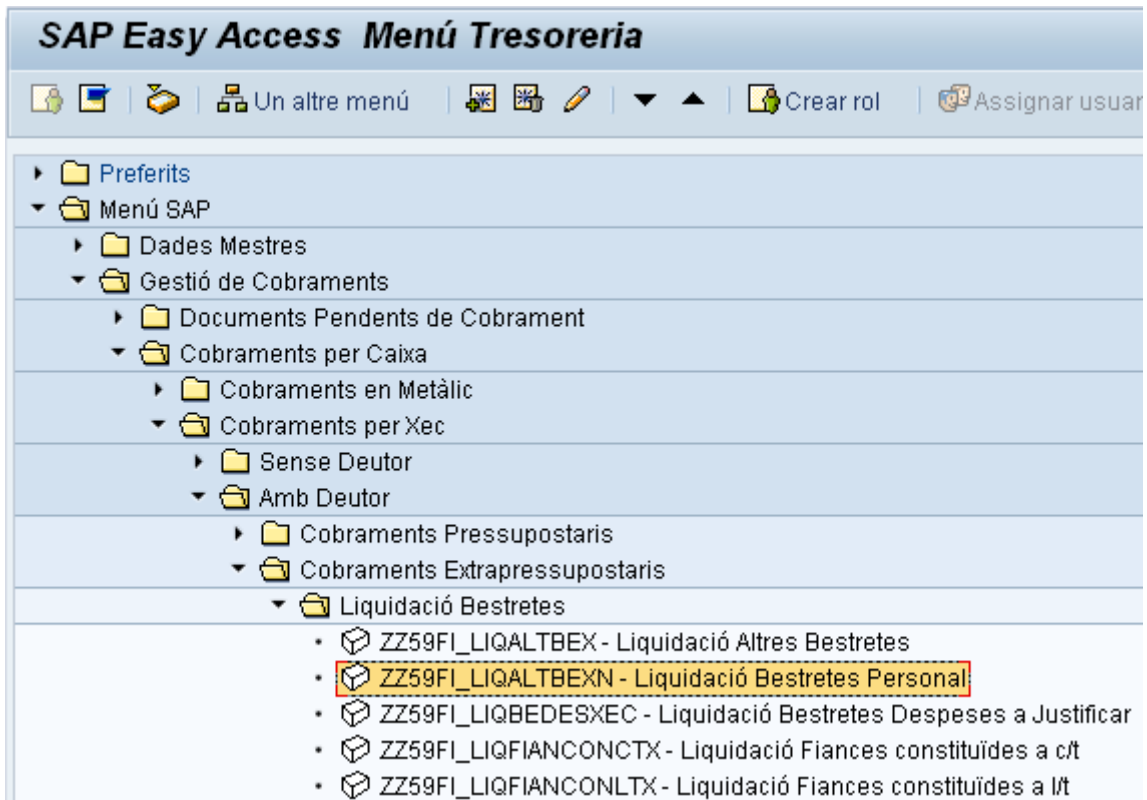 SAP Easy Access Menú Tresoreria
Un altre menú Crear rol Assignar usuar
Preferits
Menú SAP
Dades Mestres
Gestió de Cobraments
Documents Pendents de Cobrament
Cobraments per Caixa
Cobraments en Metàlic
Cobraments per Xec
Sense Deutor
Amb Deutor
Cobraments Pressupostaris
Cobraments Extrapressupostaris
Liquidació Bestretes
ZZ59FI_LIQALTBEX - Liquidació Altres Bestretes
ZZ59FI_LIQALTBEXN - Liquidació Bestretes Personal
ZZ59FI_LIQBEDESXEC - Liquidació Bestretes Despeses a Justificar
ZZ59FI_LIQFIANCONCTX - Liquidació Fiances constituïdes a c/t
ZZ59FI_LIQFIANCONLTX - Liquidació Fiances constituïdes a l/t